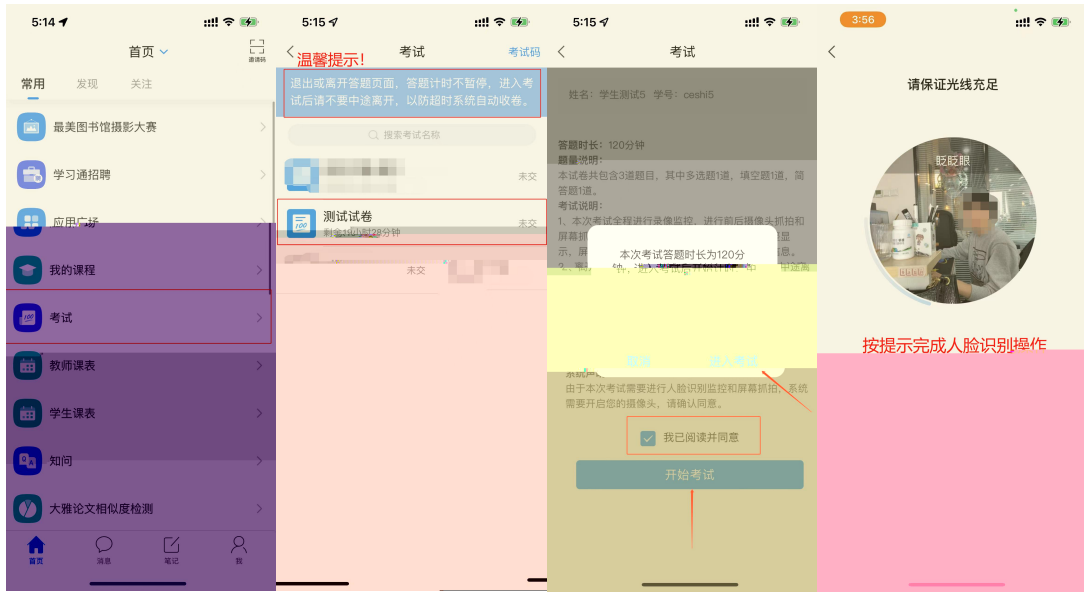 5:14
首页
邀请码
常用
发现
关注
最美图书馆摄影大赛
学习通招聘
应用广场
我的课程
100
考试
教师课表
学生课表
知问
大雅论文相似度检测
首页
消息
笔记
我
5:15
考试
考试码
温馨提示!
退出或离开答题页面,答题计时不暂停,进入考
试后请不要中途离开,以防超时系统自动收卷。
搜索考试名称
未交
100
测试试卷
未交
未交
5:15
考试
姓名:学生测试5 学号:ceshi5
答题时长:120分钟
题量说明:
本试卷共包含3道题目,其中多选题1道,填空题1道,简
答题1道。
考试说明:
1、本次考试全程进行录像监控、进行前后摄像头抓拍和
屏幕抓
显
示,屏
息。
本次考试答题时长为120分
进入考试
由于本次考试需要进行人脸识别监控和屏幕抓拍,系统
需要开启您的摄像头,请确认同意。
我已阅读并同意
开始考试
3:56
请保证光线充足
眨眨眼
按提示完成人脸识别操作